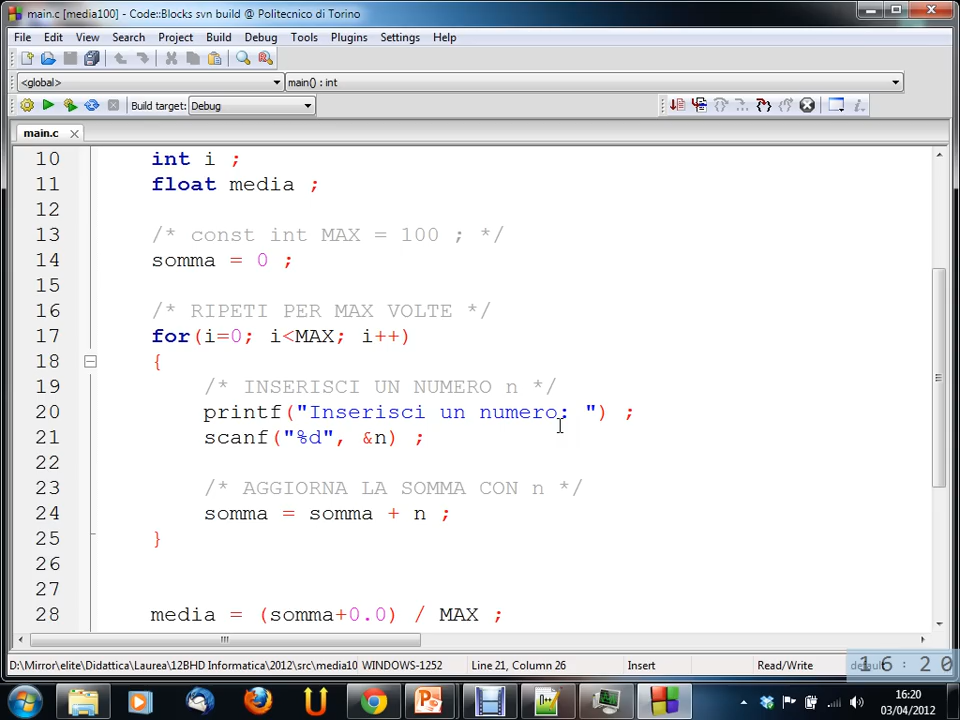 main.c [media100] - Code::Blocks svn build @ Politecnico di Torino
File Edit View Search Project Build Debug Tools Plugins Settings Help
<global> main() : int
Build target: Debug
main.c
10 int i ;
11 float media ;
12
13 /* const int MAX = 100 ; */
14 somma = 0 ;
15
16 /* RIPETI PER MAX VOLTE */
17 for(i=0; i<MAX; i++)
18 {
19 /* INSERISCI UN NUMERO n */
20 printf("Inserisci un numero: ") ;
21 scanf("%d", &n) ;
22
23 /* AGGIORNA LA SOMMA CON n */
24 somma = somma + n ;
25 }
26
27
28 media = (somma+0.0) / MAX ;
D:\Mirror\elite\Didattica\Laurea\12BHD Informatica\2012\src\media10 WINDOWS-1252 Line 21, Column 26 Insert Read/Write default
16:20
16:20
03/04/2012